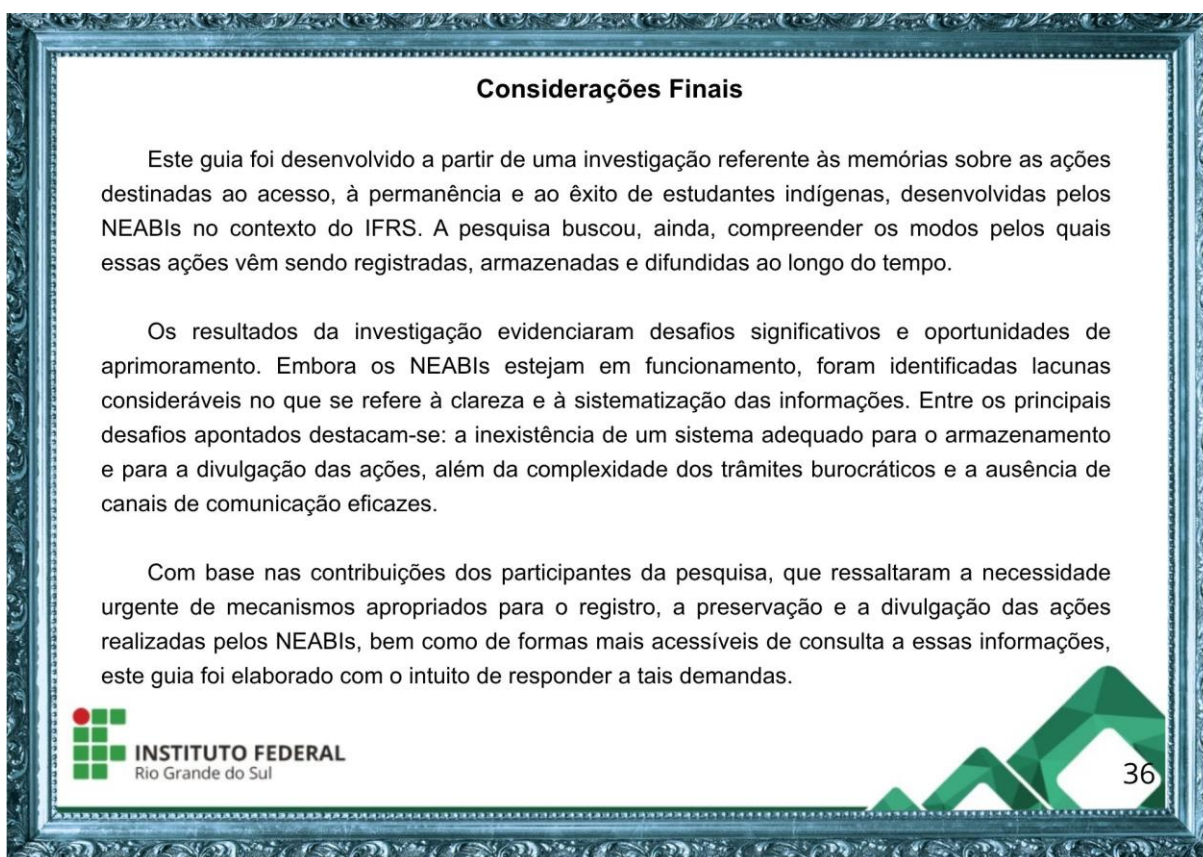 Considerações Finais
Este guia foi desenvolvido a partir de uma investigação referente às memórias sobre as ações
destinadas ao acesso, à permanência e ao êxito de estudantes indígenas, desenvolvidas pelos
NEABIs no contexto do IFRS. A pesquisa buscou, ainda, compreender os modos pelos quais
essas ações vêm sendo registradas, armazenadas e difundidas ao longo do tempo.
Os resultados da investigação evidenciaram desafios significativos e oportunidades de
aprimoramento. Embora os NEABIs estejam em funcionamento, foram identificadas lacunas
consideráveis no que se refere à clareza e à sistematização das informações. Entre os principais
desafios apontados destacam-se: a inexistência de um sistema adequado para o armazenamento
e para a divulgação das ações, além da complexidade dos trâmites burocráticos e a ausência de
canais de comunicação eficazes.
Com base nas contribuições dos participantes da pesquisa, que ressaltaram a necessidade
urgente de mecanismos apropriados para o registro, a preservação e a divulgação das ações
realizadas pelos NEABIs, bem como de formas mais acessíveis de consulta a essas informações,
este guia foi elaborado com o intuito de responder a tais demandas.
INSTITUTO FEDERAL
Rio Grande do Sul
36